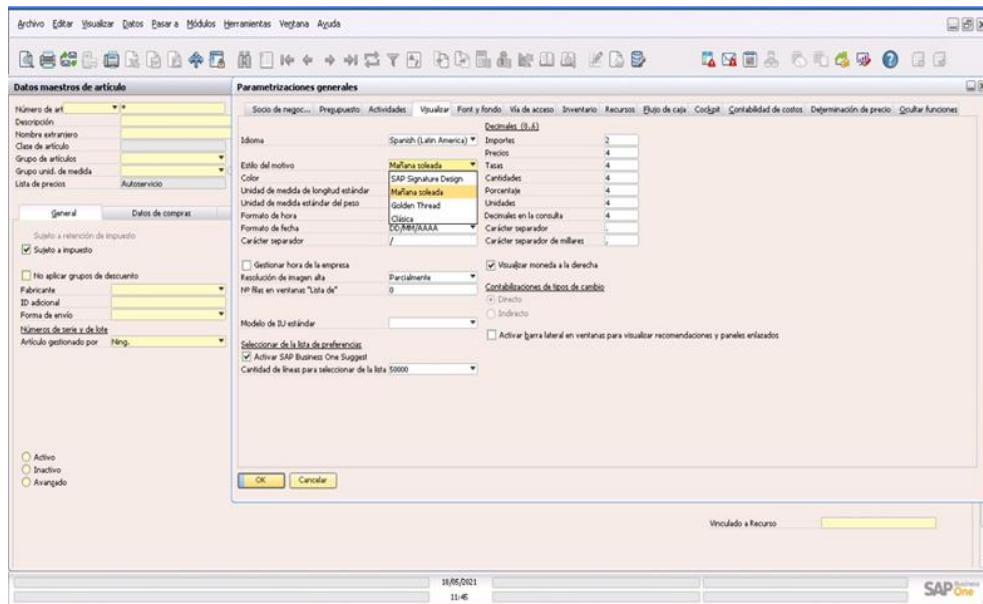 Archivo Editar Visualizar Datos Pasar a Módulos Herramientas Ventana Ayuda
Datos maestros de artículo
Número de art
*
Descripción
Nombre extranjero
Clase de artículo
Grupo de artículos
Grupo unid. de medida
Lista de precios Autoservicio
General Datos de compras
Sujeto a retención de impuesto
Sujeto a impuesto
No aplicar grupos de descuento
Fabricante
ID adicional
Forma de envío
Números de serie y de lote
Artículo gestionado por Ning.
Activo
Inactivo
Avanzado
Parametrizaciones generales
Socio de negoc... Presupuesto Actividades Visualizar Font y fondo Vía de acceso Inventario Recursos Flujo de caja Cockpit Contabilidad de costos Determinación de precio Ocultar funciones
Idioma Spanish (Latin America)
Estilo del motivo Mañana soleada
Color
SAP Signature Design
Mañana soleada
Golden Thread
Clásica
Unidad de medida de longitud estándar
Unidad de medida estándar del peso
Formato de hora
Formato de fecha DD/MM/AAAA
Carácter separador /
Gestionar hora de la empresa
Resolución de imagen alta Parcialmente
Nº filas en ventanas "Lista de" 0
Modelo de IU estándar
Seleccionar de la lista de preferencias
Activar SAP Business One Suggest
Cantidad de líneas para seleccionar de la lista 50000
Decimales (0..6)
Importes 2
Precios 4
Tasas 4
Cantidades 4
Porcentaje 4
Unidades 4
Decimales en la consulta 4
Carácter separador .
Carácter separador de millares ,
Visualizar moneda a la derecha
Contabilizaciones de tipos de cambio
Directo
Indirecto
Activar barra lateral en ventanas para visualizar recomendaciones y paneles enlazados
OK Cancelar
Vinculado a Recurso
18/05/2021
11:45
SAP Business One